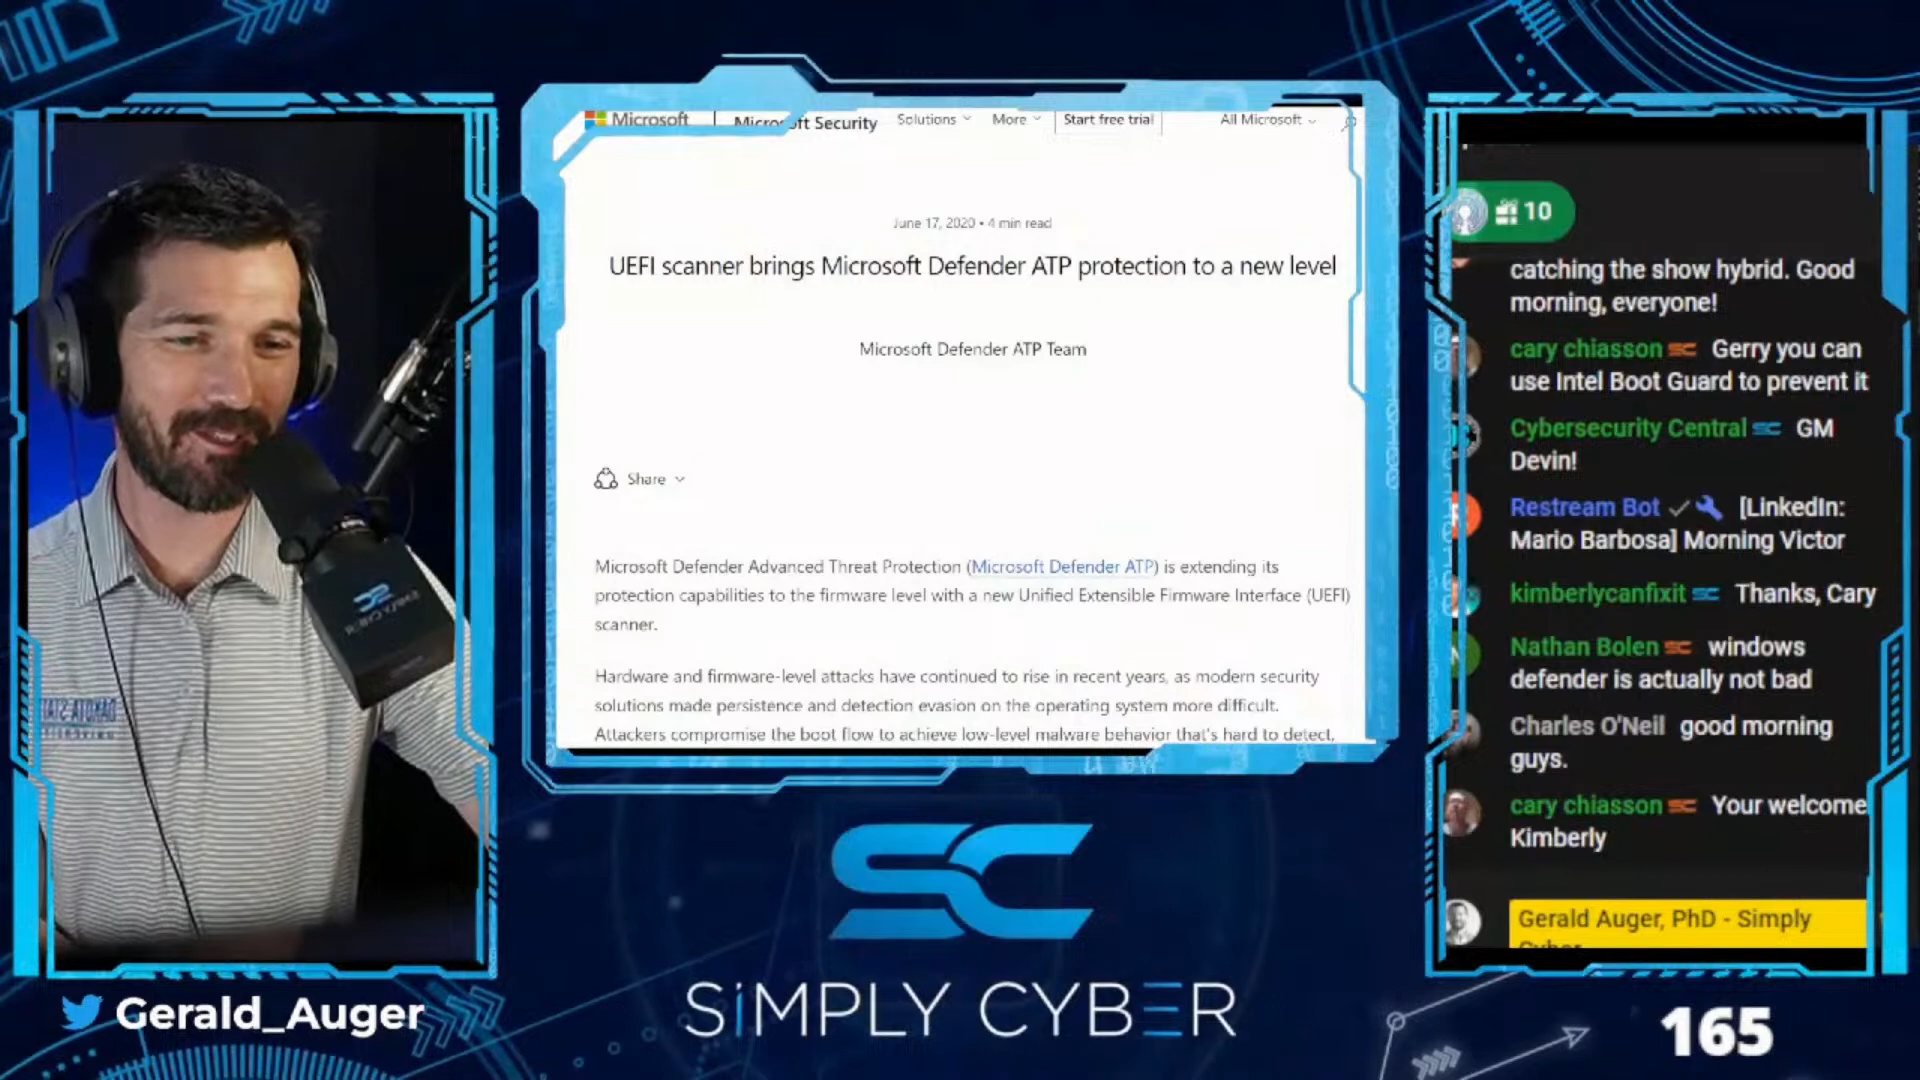 Microsoft
Microsoft Security
Solutions
More
Start free trial
All Microsoft
June 17, 2020 • 4 min read
UEFI scanner brings Microsoft Defender ATP protection to a new level
Microsoft Defender ATP Team
Share
Microsoft Defender Advanced Threat Protection (Microsoft Defender ATP) is extending its
protection capabilities to the firmware level with a new Unified Extensible Firmware Interface (UEFI)
scanner.
Hardware and firmware-level attacks have continued to rise in recent years, as modern security
solutions made persistence and detection evasion on the operating system more difficult.
Attackers compromise the boot flow to achieve low-level malware behavior that's hard to detect,
10
catching the show hybrid. Good
morning, everyone!
cary chiasson SC Gerry you can
use Intel Boot Guard to prevent it
Cybersecurity Central SC GM
Devin!
Restream Bot [LinkedIn:
Mario Barbosa] Morning Victor
kimberlycanfixit SC Thanks, Cary
Nathan Bolen SC windows
defender is actually not bad
Charles O'Neil good morning
guys.
cary chiasson SC Your welcome
Kimberly
Gerald Auger, PhD - Simply
SC
SiMPLY CYBER
Gerald_Auger
165